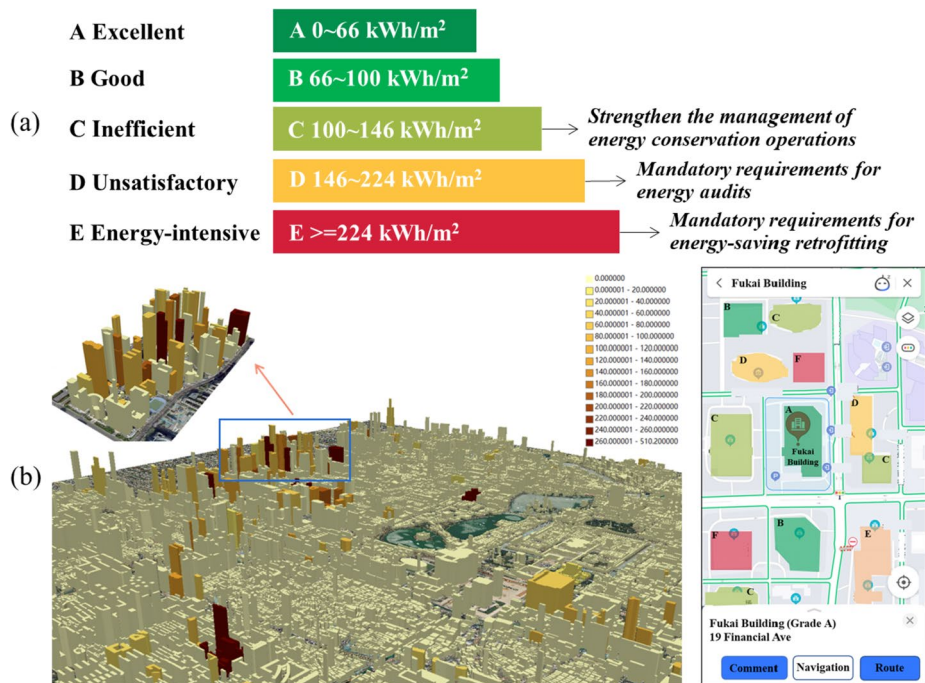 (a)
A Excellent
A 0~66 kWh/m²
B Good
B 66~100 kWh/m²
C Inefficient
C 100~146 kWh/m²
Strengthen the management of
energy conservation operations
D Unsatisfactory
D 146~224 kWh/m²
Mandatory requirements for
energy audits
E Energy-intensive
E >=224 kWh/m²
Mandatory requirements for
energy-saving retrofitting
(b)
0.000000
0.000001 - 20.000000
20.000001 - 40.000000
40.000001 - 60.000000
60.000001 - 80.000000
80.000001 - 100.000000
100.000001 - 120.000000
120.000001 - 140.000000
140.000001 - 160.000000
160.000001 - 180.000000
180.000001 - 200.000000
200.000001 - 220.000000
220.000001 - 240.000000
240.000001 - 260.000000
260.000001 - 510.200000
Fukai Building
B
C
D
F
C
A
Fukai
Building
D
C
P
F
B
E
C
Fukai Building (Grade A)
19 Financial Ave
Comment
Navigation
Route